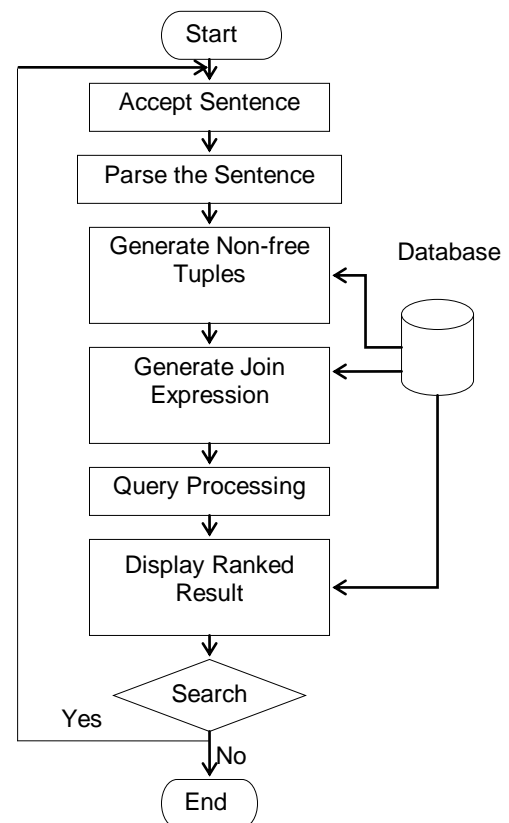 Start
Accept Sentence
Parse the Sentence
Generate Non-free
Tuples
Database
Generate Join
Expression
Query Processing
Display Ranked
Result
Search
Yes
No
End